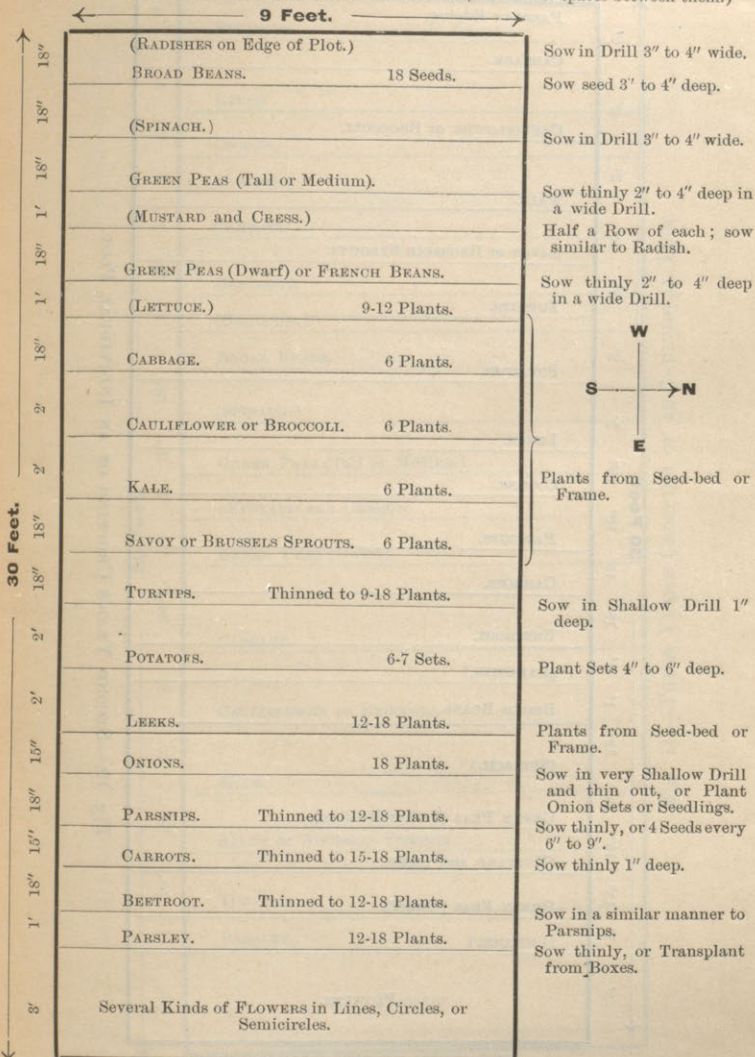 9 Feet.
(RADISHES on Edge of Plot.)
Sow in Drill 3" to 4" wide.
18"
BROAD BEANS. 18 Seeds.
Sow seed 3" to 4" deep.
18"
(SPINACH.)
Sow in Drill 3" to 4" wide.
18"
GREEN PEAS (Tall or Medium).
Sow thinly 2" to 4" deep in
a wide Drill.
1'
(MUSTARD and CRESS.)
Half a Row of each; sow
similar to Radish.
18"
GREEN PEAS (Dwarf) or FRENCH BEANS.
Sow thinly 2" to 4" deep
in a wide Drill.
1'
(LETTUCE.) 9-12 Plants.
18"
CABBAGE. 6 Plants.
W
S N
E
2'
CAULIFLOWER or BROCCOLI. 6 Plants.
2'
KALE. 6 Plants.
Plants from Seed-bed or
Frame.
30 Feet.
18"
SAVOY or BRUSSELS SPROUTS. 6 Plants.
18"
TURNIPS. Thinned to 9-18 Plants.
Sow in Shallow Drill 1"
deep.
2'
POTATOES. 6-7 Sets.
Plant Sets 4" to 6" deep.
2'
LEEKS. 12-18 Plants.
Plants from Seed-bed or
Frame.
15"
ONIONS. 18 Plants.
Sow in very Shallow Drill
and thin out, or Plant
Onion Sets or Seedlings.
18"
PARSNIPS. Thinned to 12-18 Plants.
Sow thinly, or 4 Seeds every
6" to 9".
15"
CARROTS. Thinned to 15-18 Plants.
Sow thinly 1" deep.
18"
BEETROOT. Thinned to 12-18 Plants.
Sow in a similar manner to
Parsnips.
1'
PARSLEY. 12-18 Plants.
Sow thinly, or Transplant
from Boxes.
3'
Several Kinds of FLOWERS in Lines, Circles, or
Semicircles.